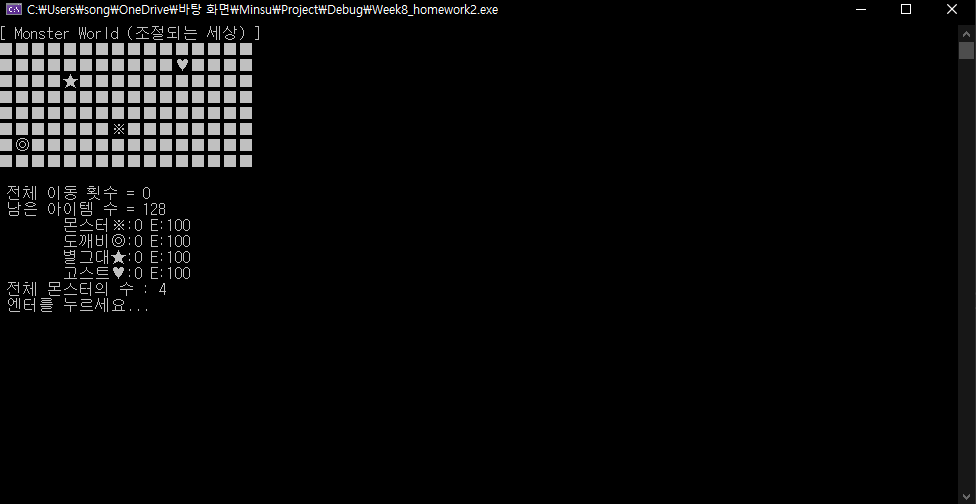 C:\Users\song\OneDrive\바탕 화면\Minsu\Project\Debug\Week8_homework2.exe
[ Monster World (조절되는 세상) ]
■■■■■■■■■■■■■■■■
■■■■■■■■■■■♥■■■■
■■■■★■■■■■■■■■■■
■■■■■■■■■■■■■■■■
■■■■■■■■■■■■■■■■
■■■■■■■※■■■■■■■■
■◎■■■■■■■■■■■■■■
■■■■■■■■■■■■■■■■
전체 이동 횟수 = 0
남은 아이템 수 = 128
몬스터※:0 E:100
도깨비◎:0 E:100
별그대★:0 E:100
고스트♥:0 E:100
전체 몬스터의 수 : 4
엔터를 누르세요...